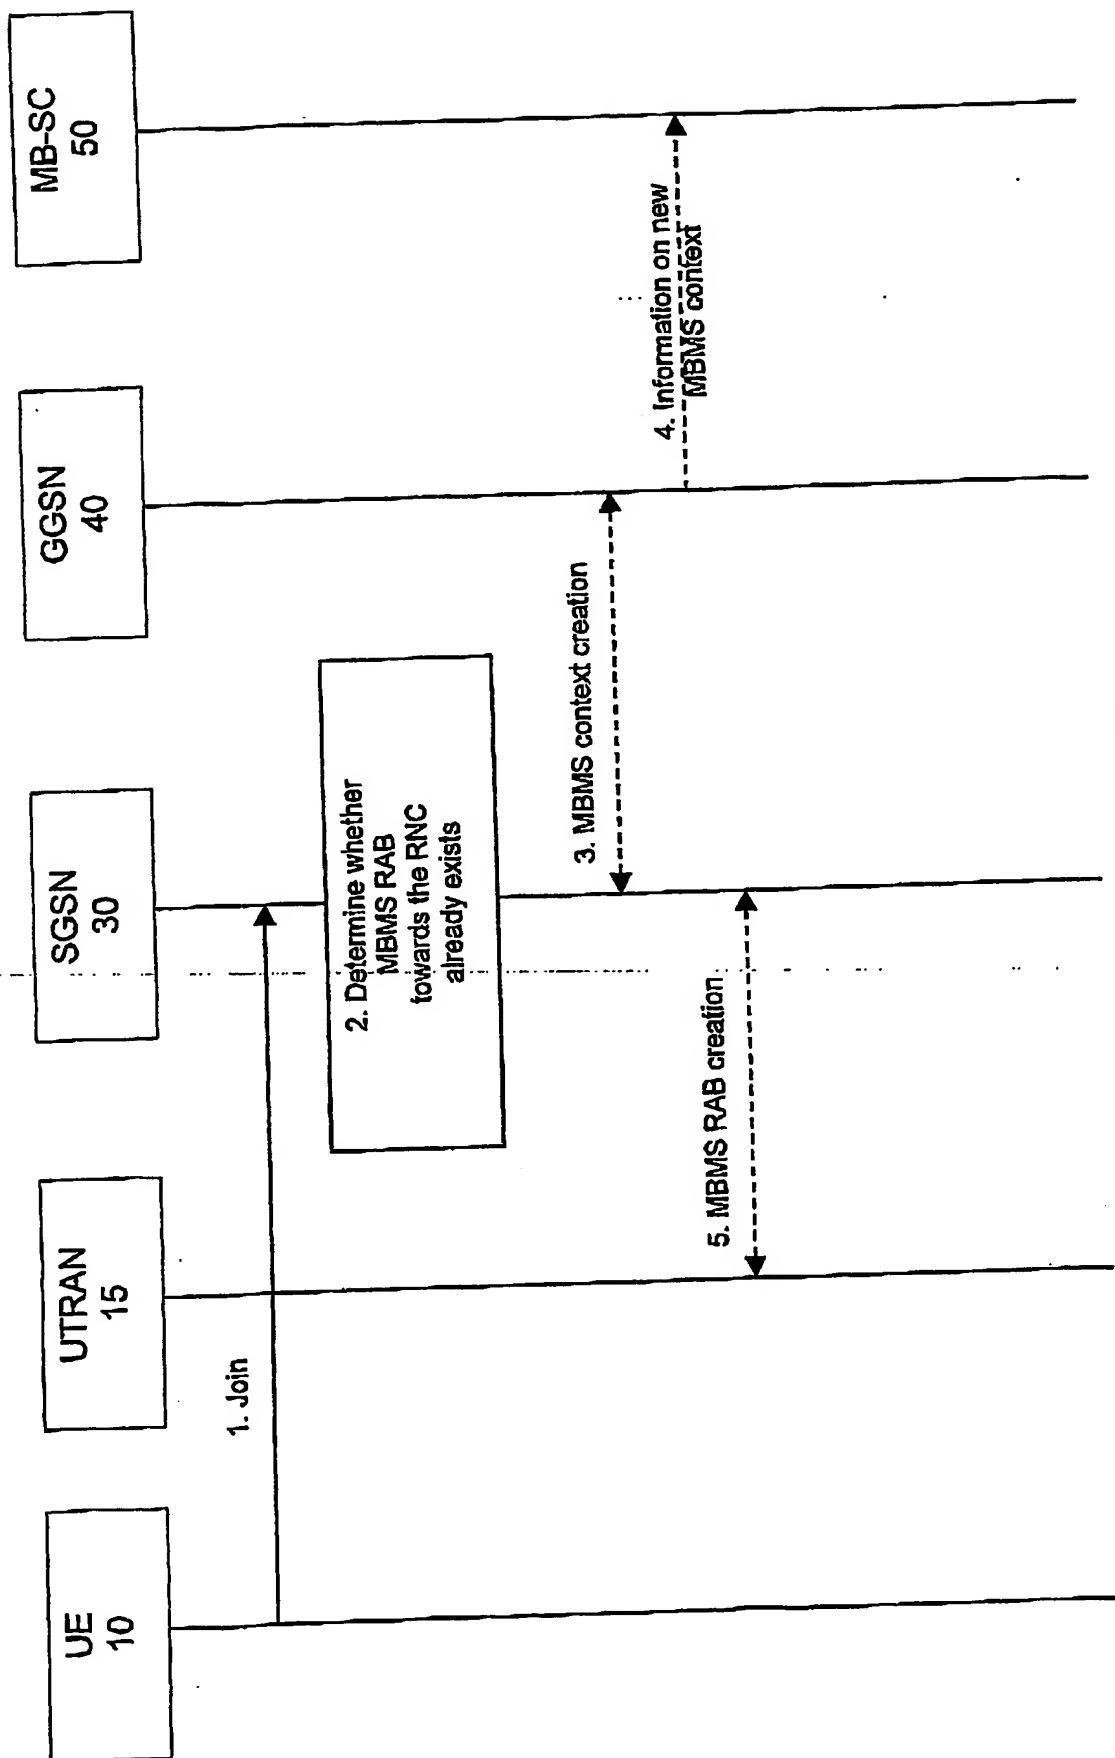 UE
10
UTRAN
15
SGSN
30
GGSN
40
MB-SC
50
1. Join
2. Determine whether
MBMS RAB
towards the RNC
already exists
3. MBMS context creation
4. Information on new
MBMS context
5. MBMS RAB creation